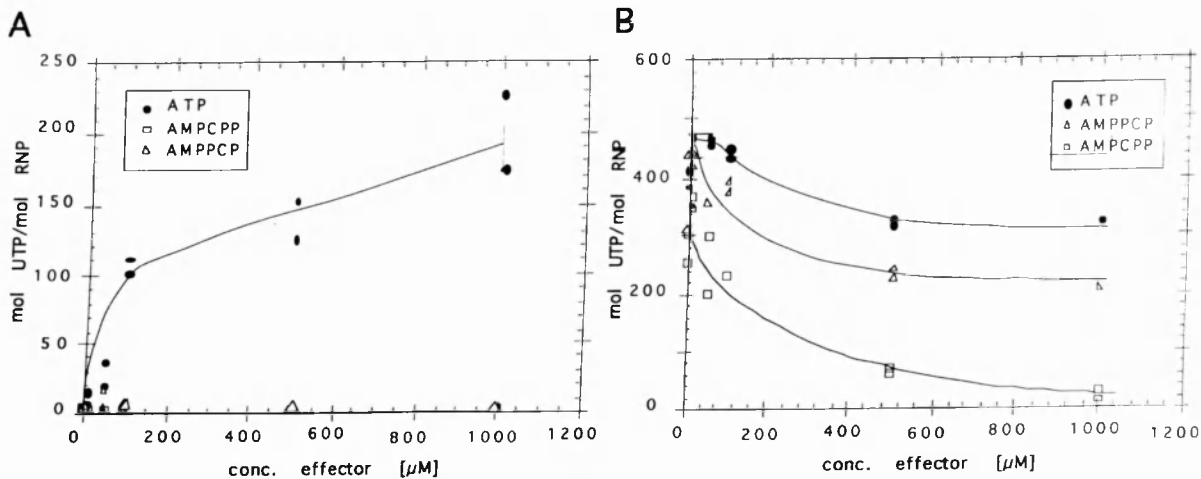 A
250
200
150
100
50
0
mol UTP/mol RNP
ATP
AMPCPP
AMPPCP
0 200 400 600 800 1000 1200
conc. effector [µM]
B
600
400
200
0
mol UTP/mol RNP
ATP
AMPPCP
AMPCPP
0 200 400 600 800 1000 1200
conc. effector [µM]